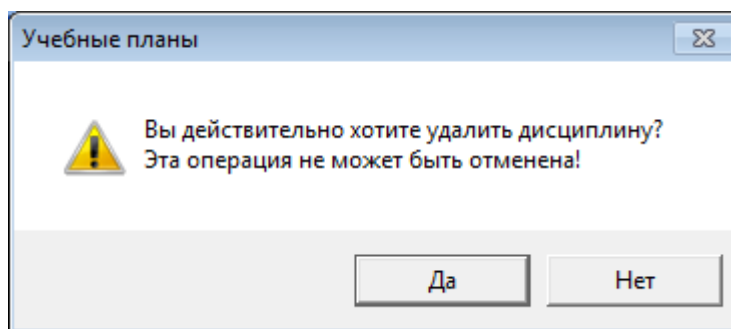 Учебные планы
Вы действительно хотите удалить дисциплину?
Эта операция не может быть отменена!
Да
Нет